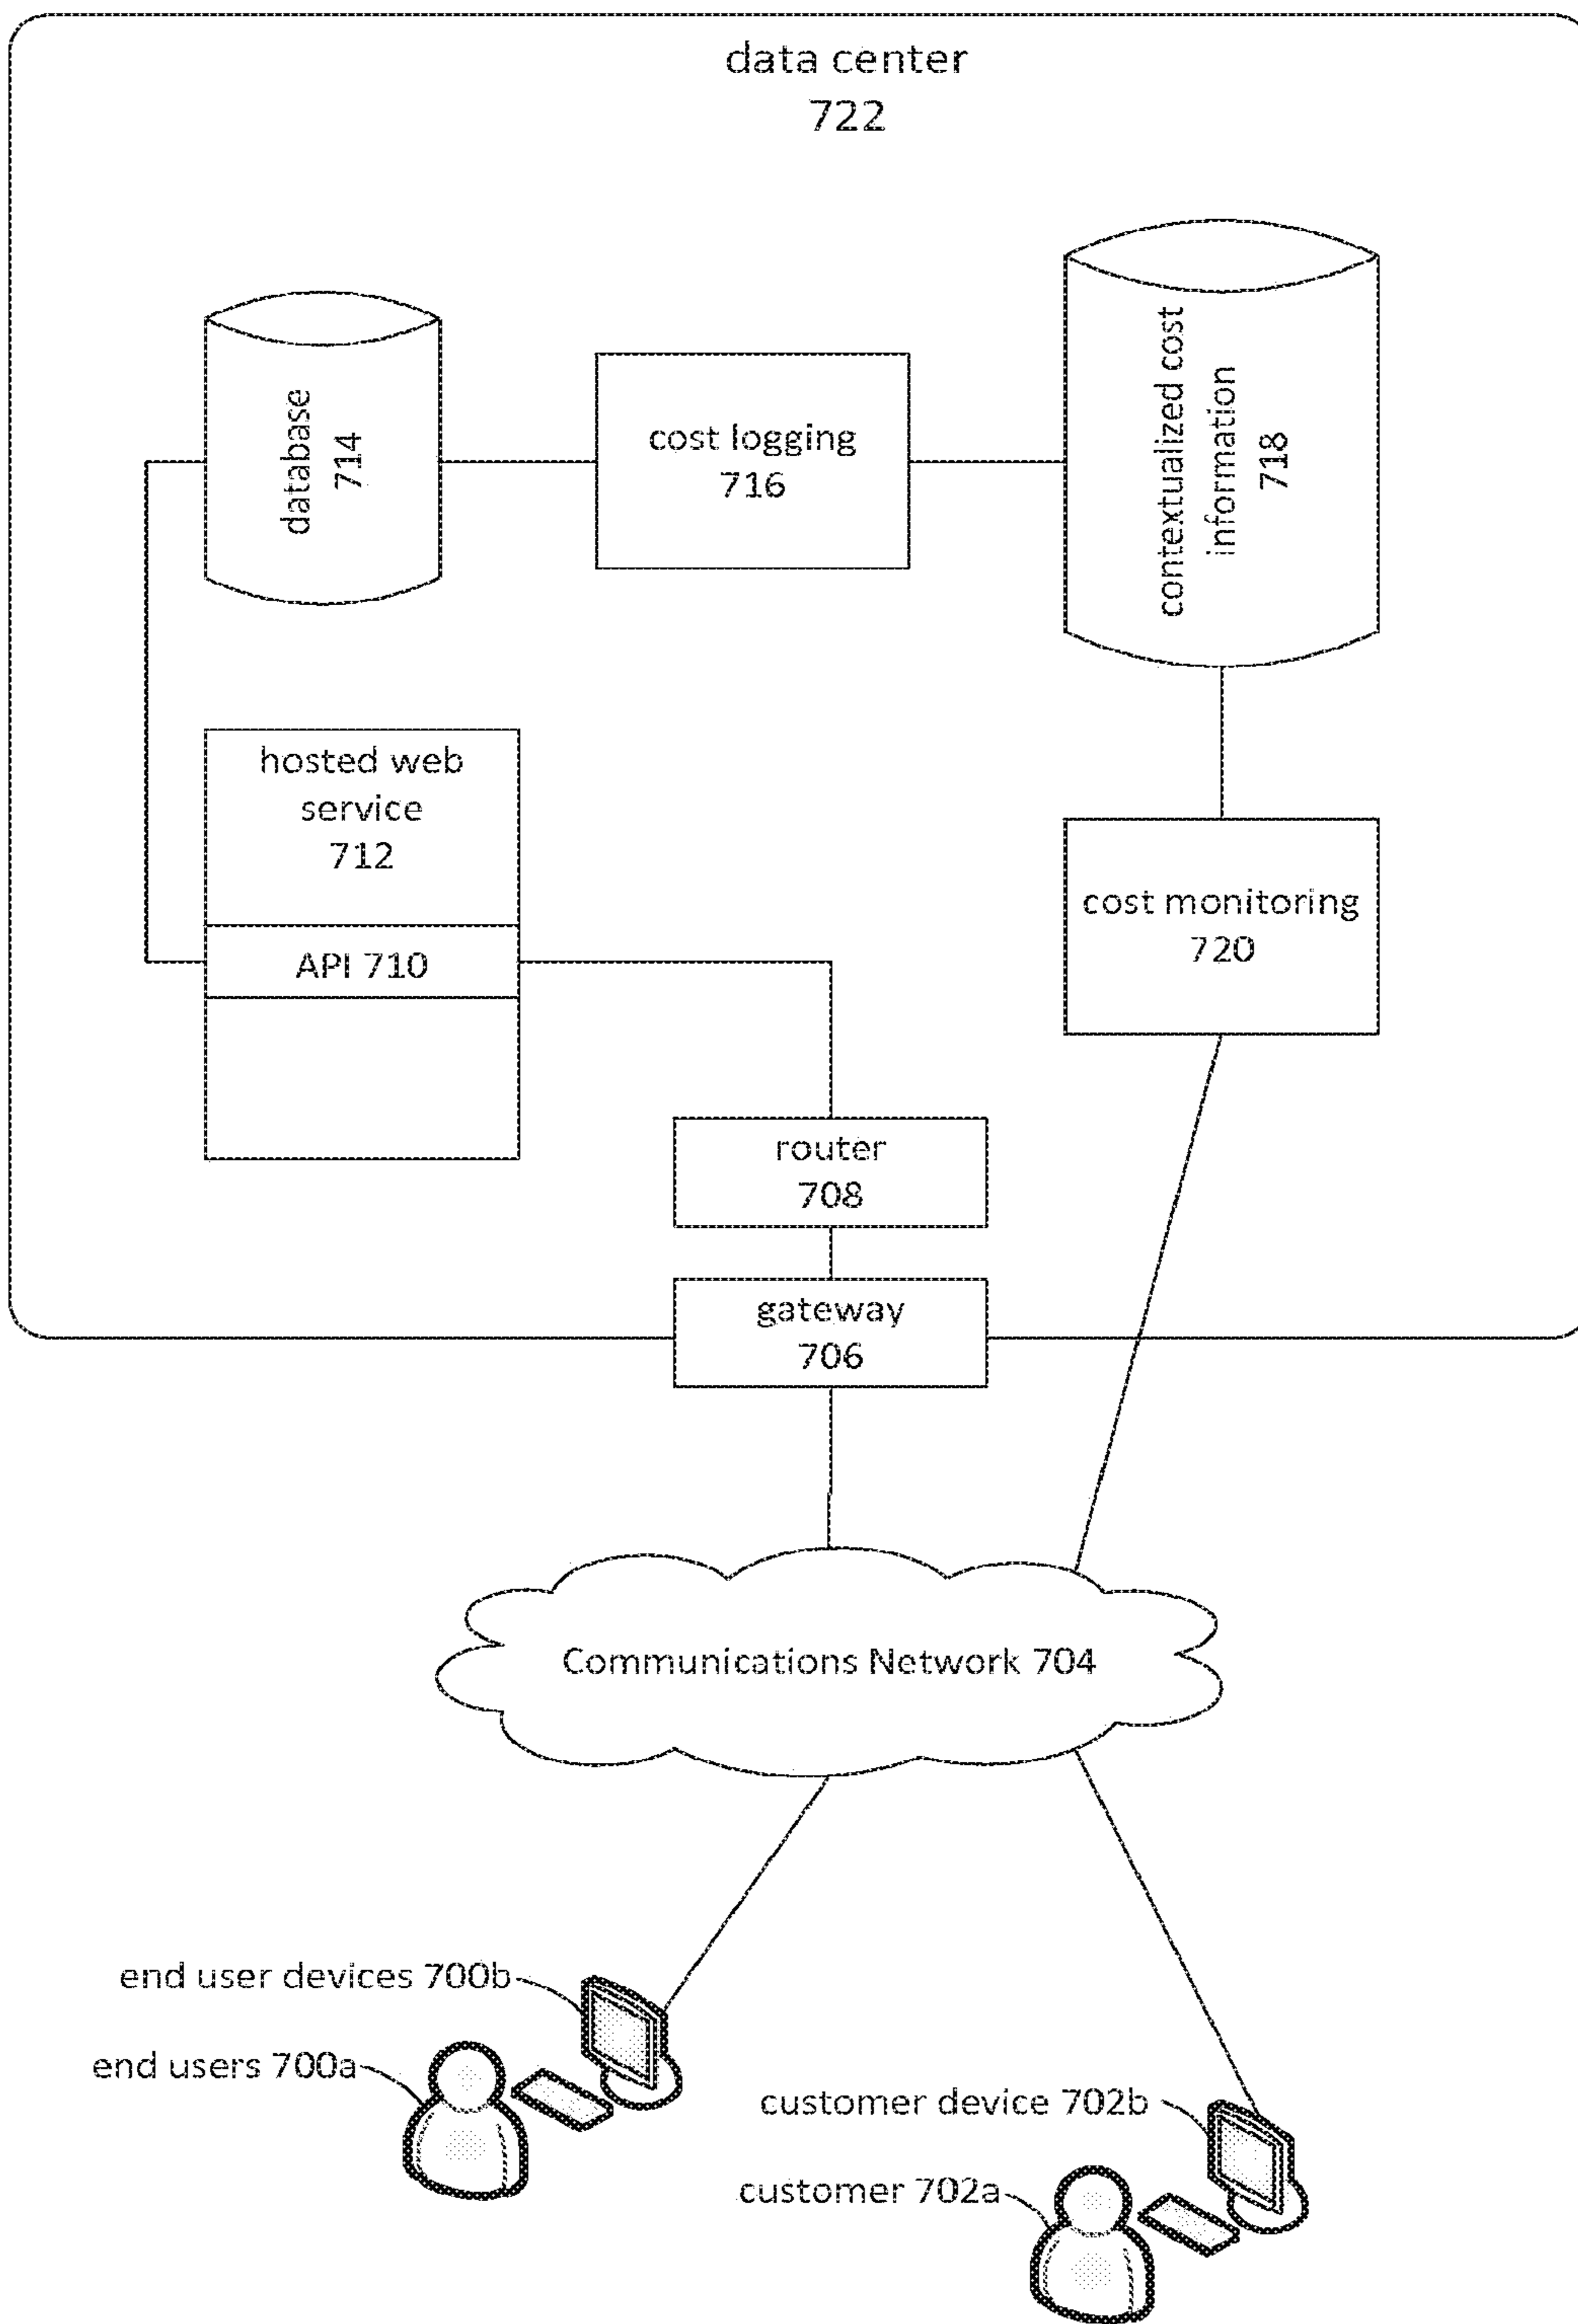 data center
722
database
714
cost logging
716
contextualized cost
information
718
hosted web
service
712
API 710
cost monitoring
720
router
708
gateway
706
Communications Network 704
end user devices 700b
end users 700a
customer device 702b
customer 702a